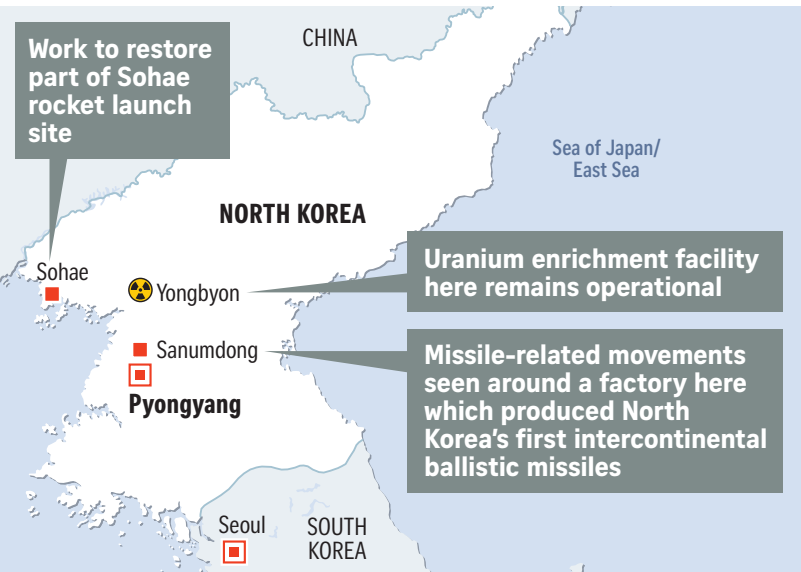 Work to restore
part of Sohae
rocket launch
site
CHINA
Sea of Japan/
East Sea
NORTH KOREA
Sohae
Yongbyon
Uranium enrichment facility
here remains operational
Sanumdong
Missile-related movements
seen around a factory here
which produced North
Korea's first intercontinental
ballistic missiles
Pyongyang
Seoul
SOUTH
KOREA